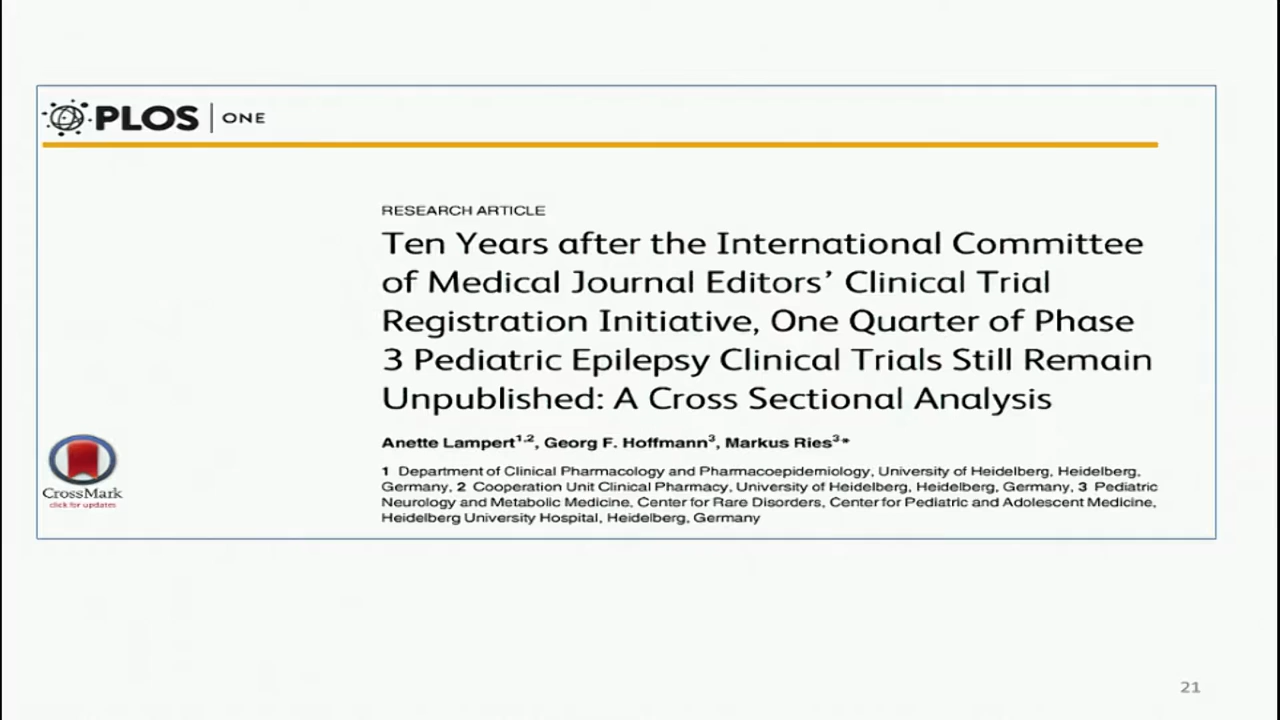 PLOS | ONE
RESEARCH ARTICLE
Ten Years after the International Committee
of Medical Journal Editors' Clinical Trial
Registration Initiative, One Quarter of Phase
3 Pediatric Epilepsy Clinical Trials Still Remain
Unpublished: A Cross Sectional Analysis
Anette Lampert1,2, Georg F. Hoffmann3, Markus Ries3*
1 Department of Clinical Pharmacology and Pharmacoepidemiology, University of Heidelberg, Heidelberg,
Germany, 2 Cooperation Unit Clinical Pharmacy, University of Heidelberg, Heidelberg, Germany, 3 Pediatric
Neurology and Metabolic Medicine, Center for Rare Disorders, Center for Pediatric and Adolescent Medicine,
Heidelberg University Hospital, Heidelberg, Germany
CrossMark
click for updates
21